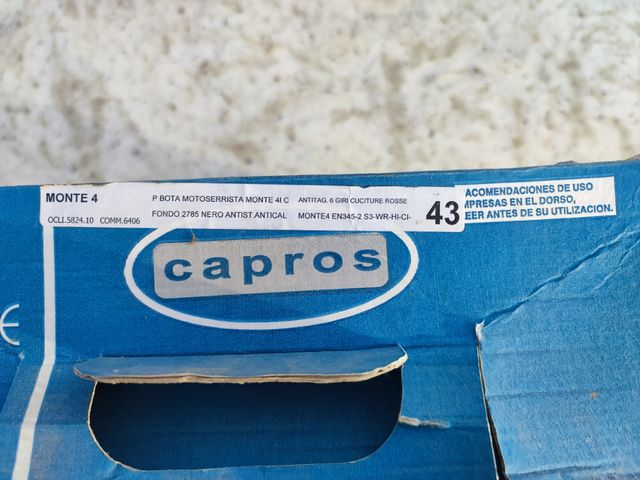 MONTE 4 P BOTA MOTOSERRISTA MONTE 4I C ANTITAG. 6 GIRI CUCITURE ROSSE
OCLI.5824.10 COMM.6406 FONDO 2785 NERO ANTIST.ANTICAL MONTE4 EN345-2 S3-WR-HI-CI-
43
ACOMENDACIONES DE USO
MPRESAS EN EL DORSO,
EER ANTES DE SU UTILIZACION.
capros
CE